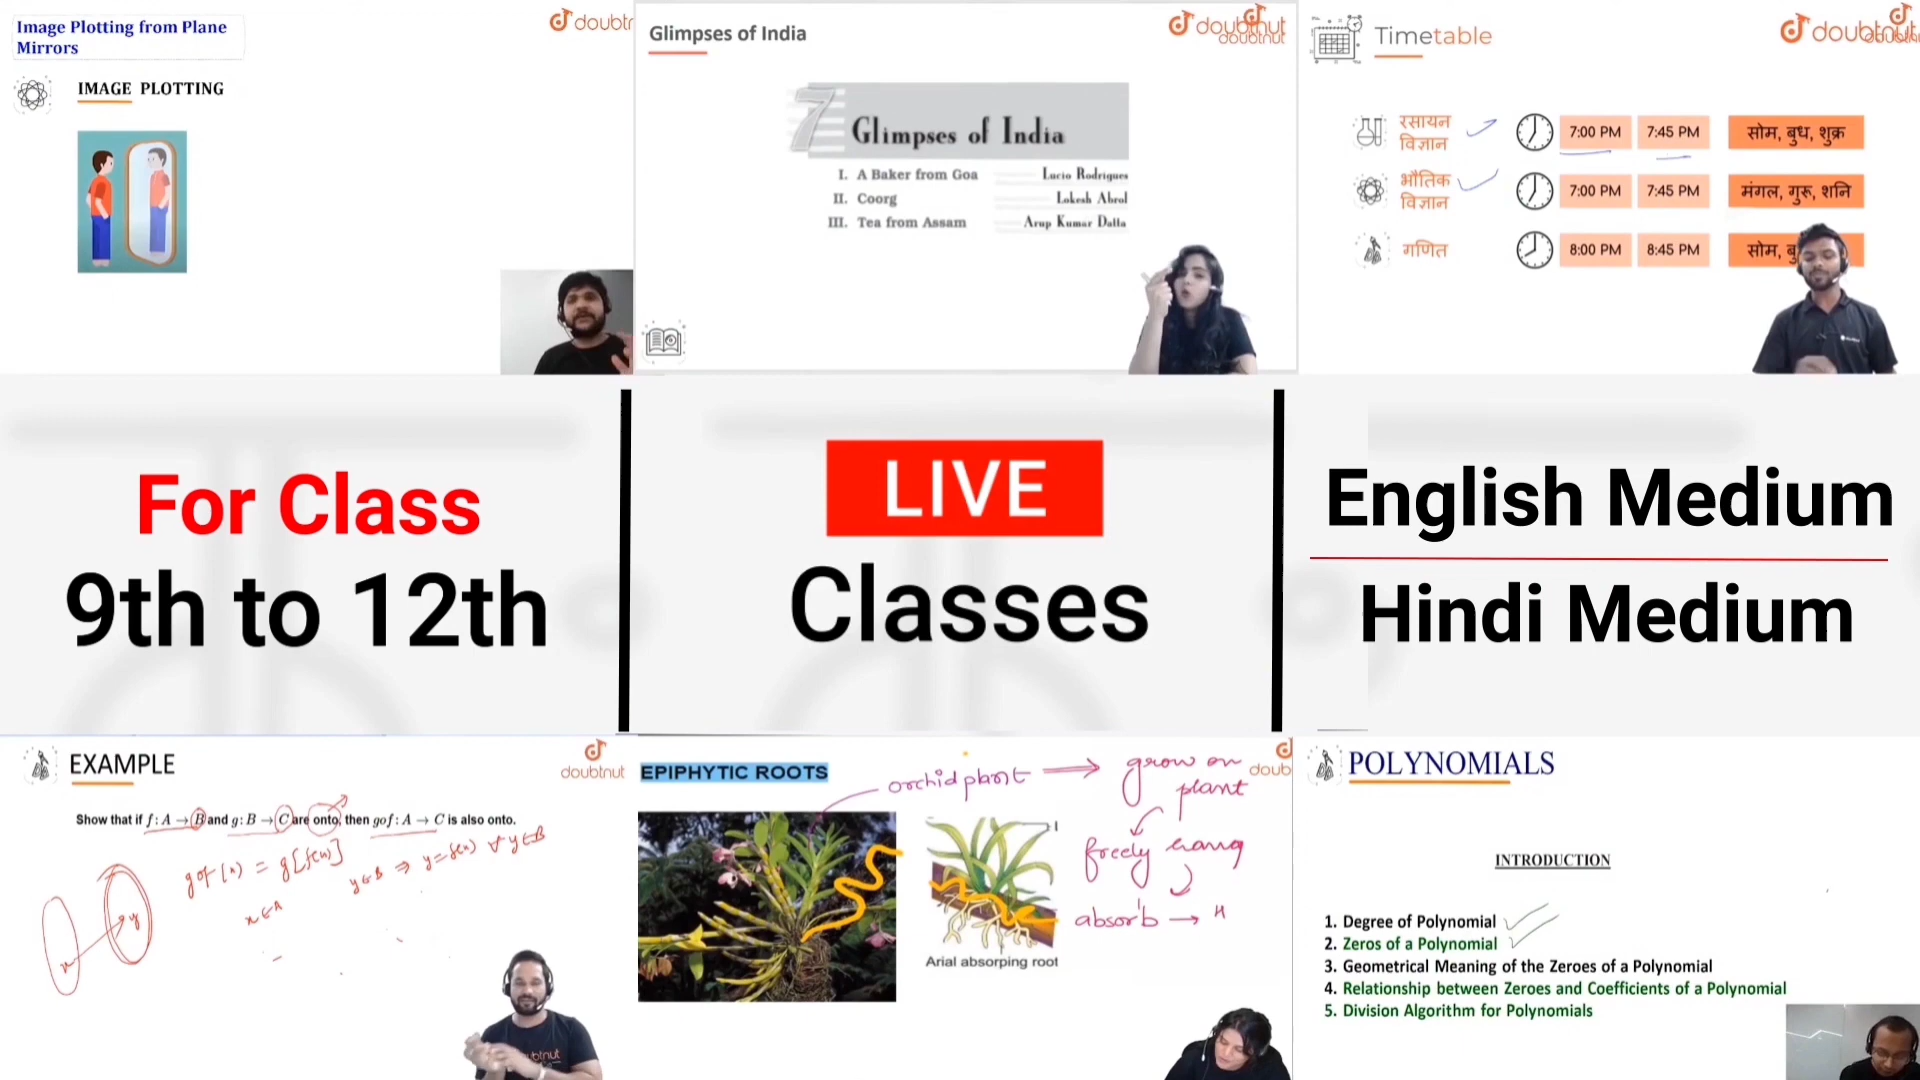 Image Plotting from Plane
Mirrors
IMAGE PLOTTING
doubtn
Glimpses of India
doubtnut
doubtnut
7
Glimpses of India
I. A Baker from Goa Lucio Rodrigues
II. Coorg Lokesh Abrol
III. Tea from Assam Arup Kumar Datta
Timetable
doubtnut
रसायन
विज्ञान
7:00 PM 7:45 PM सोम, बुध, शुक्र
भौतिक
विज्ञान
7:00 PM 7:45 PM मंगल, गुरू, शनि
गणित 8:00 PM 8:45 PM सोम, बु
For Class
9th to 12th
LIVE
Classes
English Medium
Hindi Medium
EXAMPLE
doubtnut
Show that if f : A → B and g : B → C are onto, then gof : A → C is also onto.
gof(x) = g[f(x)]
y∈B ⇒ y=f(x) ∀ y∈B
x∈A
y
x
EPIPHYTIC ROOTS
doub
orchid plant → grow on
plant
freely hang
absorb → H
Arial absorping root
POLYNOMIALS
INTRODUCTION
1. Degree of Polynomial
2. Zeros of a Polynomial
3. Geometrical Meaning of the Zeroes of a Polynomial
4. Relationship between Zeroes and Coefficients of a Polynomial
5. Division Algorithm for Polynomials